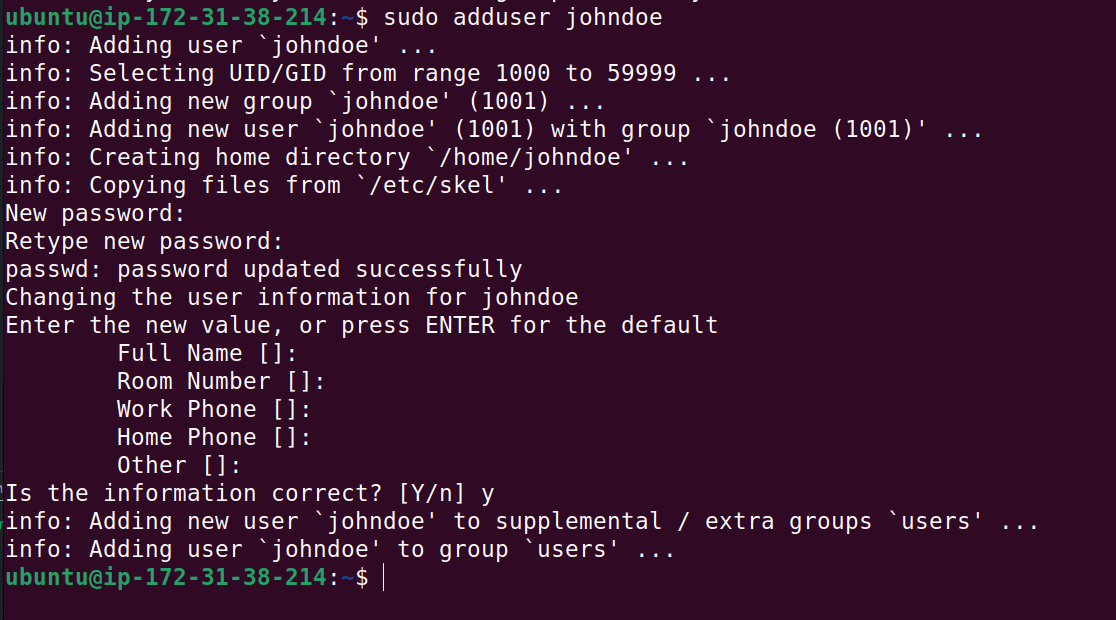 ubuntu@ip-172-31-38-214:~$ sudo adduser johndoe
info: Adding user `johndoe' ...
info: Selecting UID/GID from range 1000 to 59999 ...
info: Adding new group `johndoe' (1001) ...
info: Adding new user `johndoe' (1001) with group `johndoe (1001)' ...
info: Creating home directory `/home/johndoe' ...
info: Copying files from `/etc/skel' ...
New password:
Retype new password:
passwd: password updated successfully
Changing the user information for johndoe
Enter the new value, or press ENTER for the default
        Full Name []:
        Room Number []:
        Work Phone []:
        Home Phone []:
        Other []:
Is the information correct? [Y/n] y
info: Adding new user `johndoe' to supplemental / extra groups `users' ...
info: Adding user `johndoe' to group `users' ...
ubuntu@ip-172-31-38-214:~$